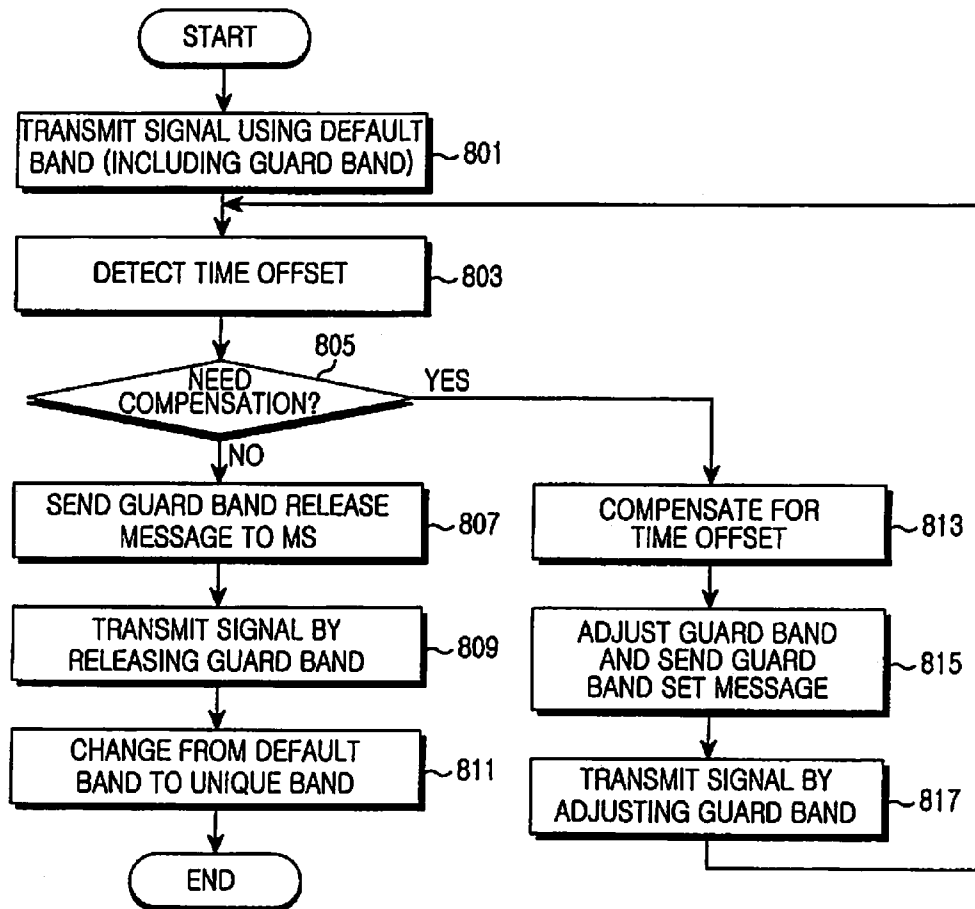 START
TRANSMIT SIGNAL USING DEFAULT
BAND (INCLUDING GUARD BAND)
801
DETECT TIME OFFSET
803
805
NEED
COMPENSATION?
YES
NO
SEND GUARD BAND RELEASE
MESSAGE TO MS
807
TRANSMIT SIGNAL BY
RELEASING GUARD BAND
809
CHANGE FROM DEFAULT
BAND TO UNIQUE BAND
811
END
COMPENSATE FOR
TIME OFFSET
813
ADJUST GUARD BAND
AND SEND GUARD
BAND SET MESSAGE
815
TRANSMIT SIGNAL BY
ADJUSTING GUARD BAND
817